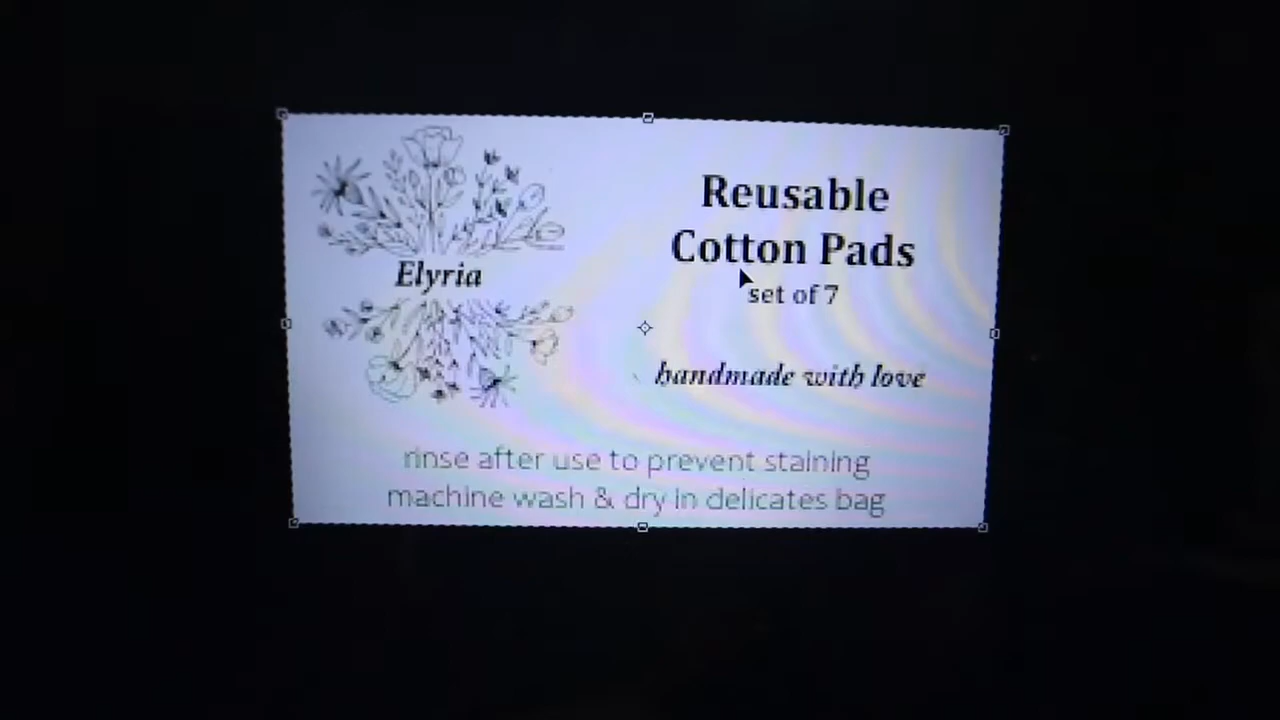 Elyria
Reusable
Cotton Pads
set of 7
handmade with love
rinse after use to prevent staining
machine wash & dry in delicates bag